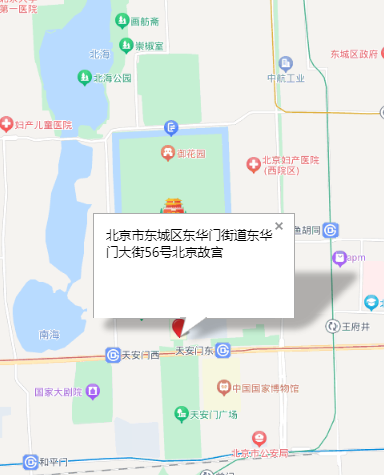 第一医院
画舫斋
崇椒室
北海
北海公园
东城区政府
中航工业
妇产儿童医院
御花园
北京妇产医院
(西院区)
北京市东城区东华门街道东华
门大街56号北京故宫
鱼胡同
apm
王府井
南海
天安门西
天安门东
国家大剧院
中国国家博物馆
天安门广场
北京市公安局
和平门